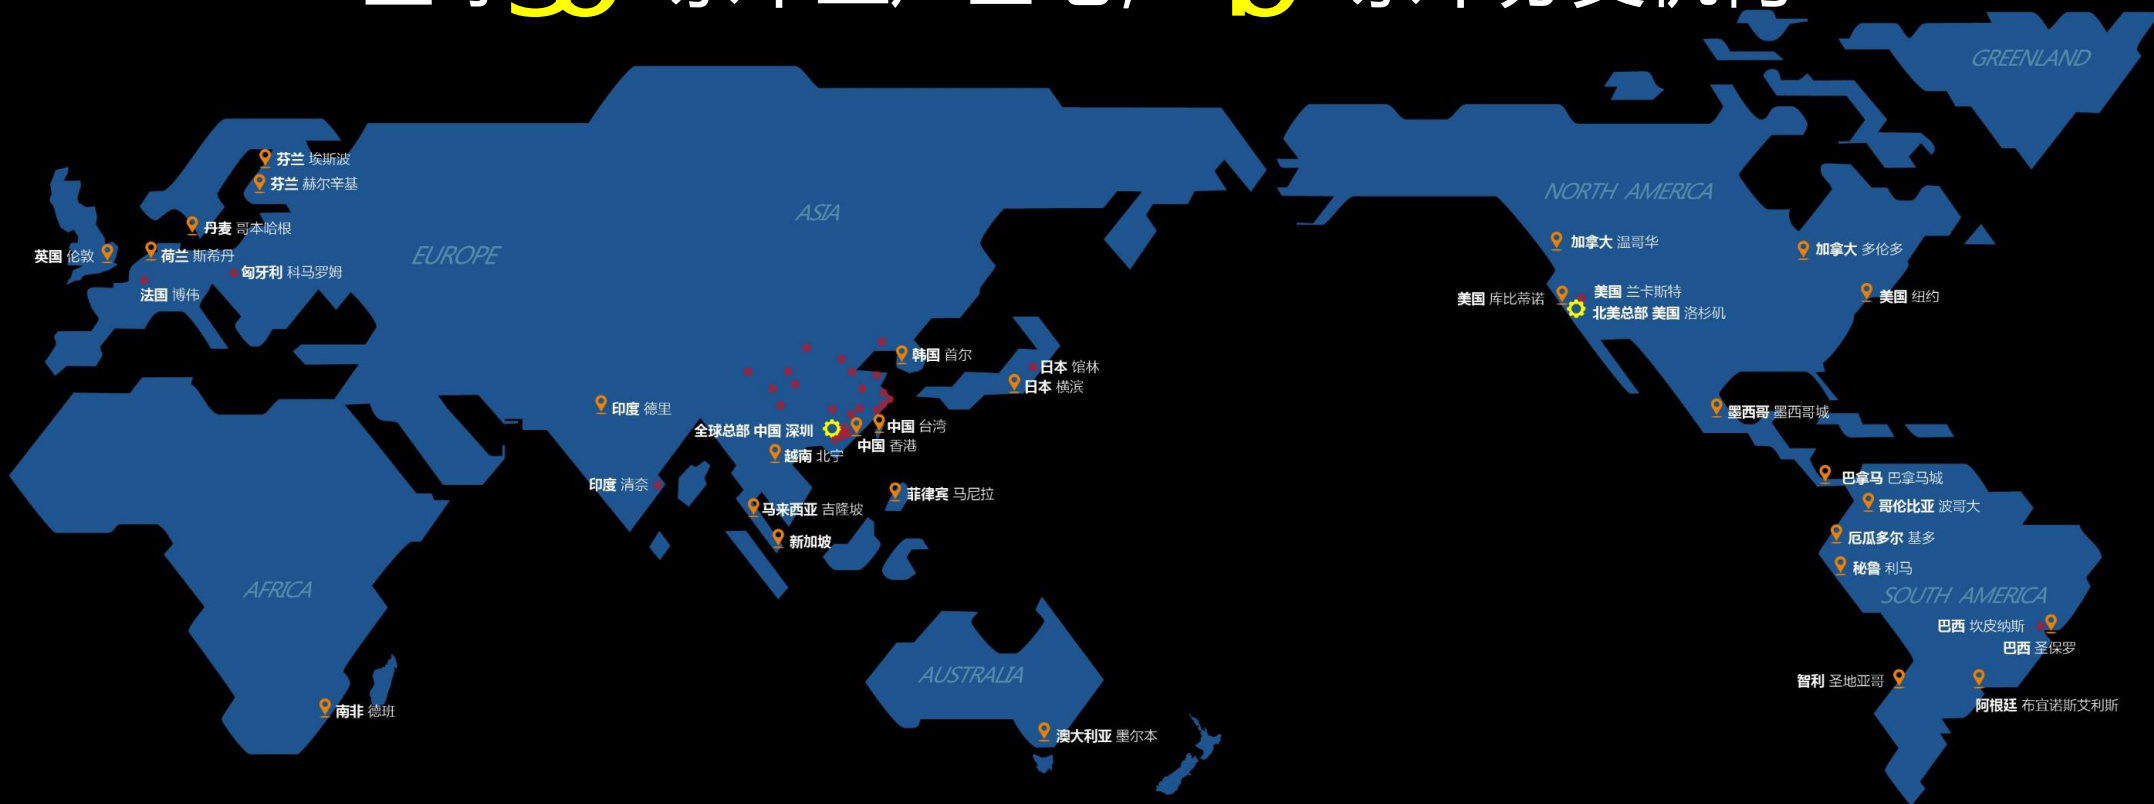 GREENLAND
芬兰 埃斯波
芬兰 赫尔辛基
NORTH AMERICA
ASIA
丹麦 哥本哈根
英国 伦敦
荷兰 斯希丹
EUROPE
加拿大 温哥华
加拿大 多伦多
匈牙利 科马罗姆
法国 博伟
美国 库比蒂诺
美国 兰卡斯特
美国 纽约
北美总部 美国 洛杉矶
韩国 首尔
日本 馆林
日本 横滨
印度 德里
墨西哥 墨西哥城
全球总部 中国 深圳
中国 台湾
中国 香港
越南 北宁
印度 清奈
巴拿马 巴拿马城
菲律宾 马尼拉
马来西亚 吉隆坡
哥伦比亚 波哥大
新加坡
厄瓜多尔 基多
秘鲁 利马
AFRICA
SOUTH AMERICA
巴西 坎皮纳斯
巴西 圣保罗
AUSTRALIA
智利 圣地亚哥
南非 德班
阿根廷 布宜诺斯艾利斯
澳大利亚 墨尔本